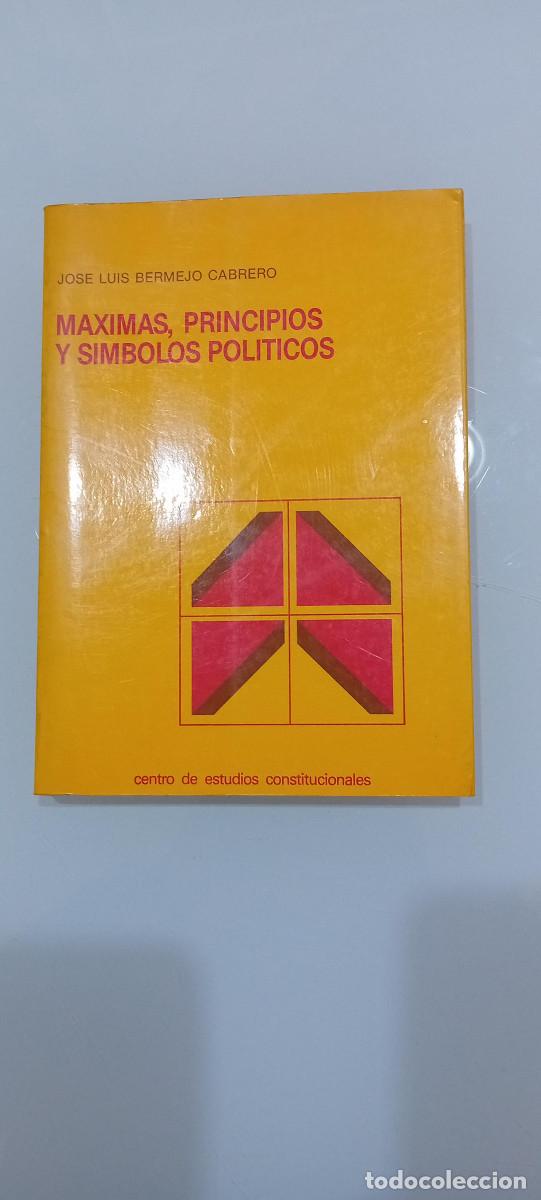 JOSE LUIS BERMEJO CABRERO
MAXIMAS, PRINCIPIOS
Y SIMBOLOS POLITICOS
centro de estudios constitucionales
todocoleccion